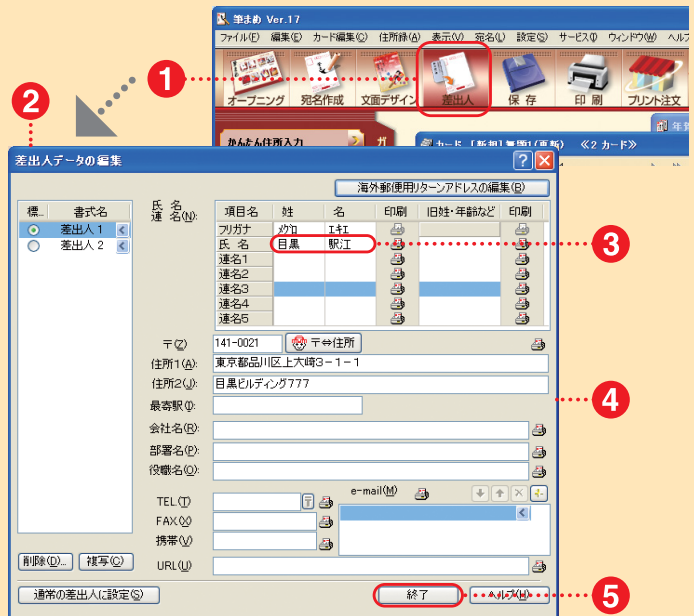 筆まめ Ver.17
ファイル(F) 編集(E) カード編集(C) 住所録(A) 表示(V) 宛名(L) 設定(S) サービス(I) ウィンドウ(W) ヘルプ
オープニング 宛名作成 文面デザイン 差出人 保存 印刷 プリント注文
1
2
かんたん住所入力
カード [新規]無題1(更新) ≪2 カード≫
差出人データの編集
海外郵便用リターンアドレスの編集(B)
標... 書式名
差出人 1
差出人 2
氏 名
連 名(N):
項目名 姓 名 印刷 旧姓・年齢など 印刷
フリガナ ﾒｸﾞﾛ ｴｷｴ
氏 名 目黒 駅江
3
連名1
連名2
連名3
連名4
連名5
〒(Z) 141-0021 〒⇔住所
住所1(A): 東京都品川区上大崎3－1－1
住所2(J): 目黒ビルディング777
4
最寄駅(I):
会社名(R):
部署名(P):
役職名(O):
TEL(T)
e-mail(M)
FAX(X)
携帯(V)
URL(U)
削除(D)... 複写(C)
通常の差出人に設定(S) 終了 ヘルプ(H)
5